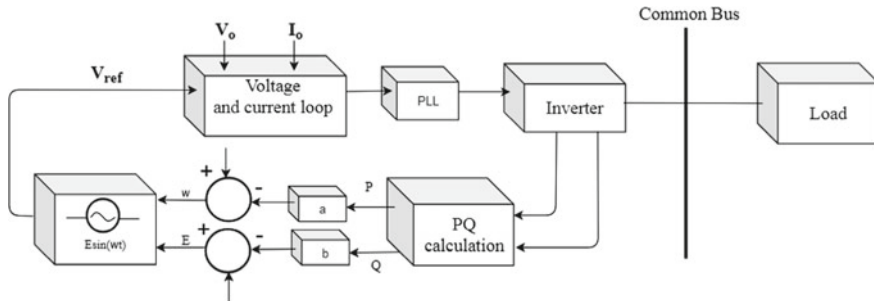 Common Bus
Vo
Io
Vref
Voltage
and current loop
PLL
Inverter
Load
+
-
w
a
P
PQ
calculation
Esin(wt)
+
E
-
b
Q